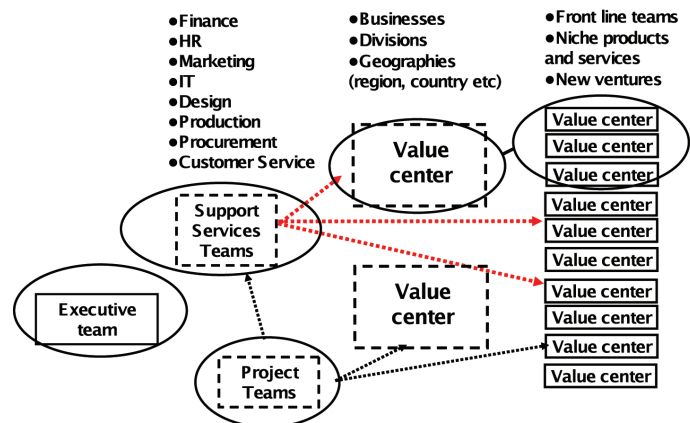 ●Finance
●HR
●Marketing
●IT
●Design
●Production
●Procurement
●Customer Service
●Businesses
●Divisions
●Geographies
(region, country etc)
●Front line teams
●Niche products
and services
●New ventures
Value
center
Value center
Value center
Value center
Value center
Value center
Value center
Value center
Value center
Value center
Value center
Support
Services
Teams
Value
center
Executive
team
Project
Teams